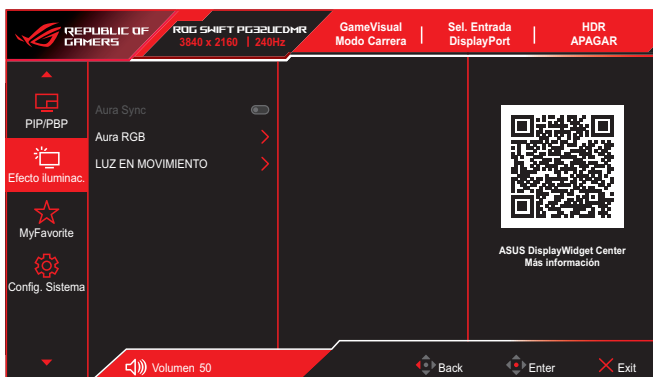 REPUBLIC OF
GAMERS
ROG SWIFT PG32UCDMR
3840 x 2160 | 240Hz
GameVisual
Modo Carrera
Sel. Entrada
DisplayPort
HDR
APAGAR
PIP/PBP
Efecto iluminac.
MyFavorite
Config. Sistema
Aura Sync
Aura RGB
LUZ EN MOVIMIENTO
ASUS DisplayWidget Center
Más información
Volumen 50
Back
Enter
Exit